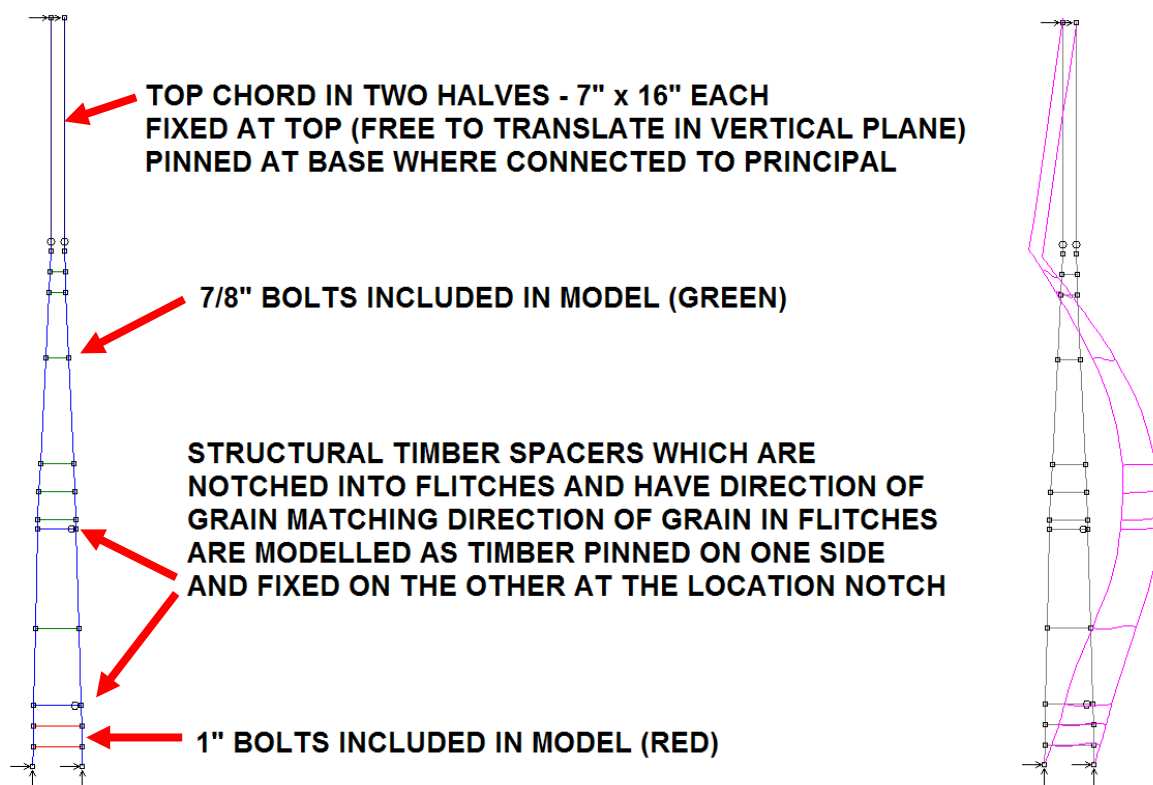 TOP CHORD IN TWO HALVES - 7" x 16" EACH
FIXED AT TOP (FREE TO TRANSLATE IN VERTICAL PLANE)
PINNED AT BASE WHERE CONNECTED TO PRINCIPAL
7/8" BOLTS INCLUDED IN MODEL (GREEN)
STRUCTURAL TIMBER SPACERS WHICH ARE
NOTCHED INTO FLITCHES AND HAVE DIRECTION OF
GRAIN MATCHING DIRECTION OF GRAIN IN FLITCHES
ARE MODELLED AS TIMBER PINNED ON ONE SIDE
AND FIXED ON THE OTHER AT THE LOCATION NOTCH
1" BOLTS INCLUDED IN MODEL (RED)